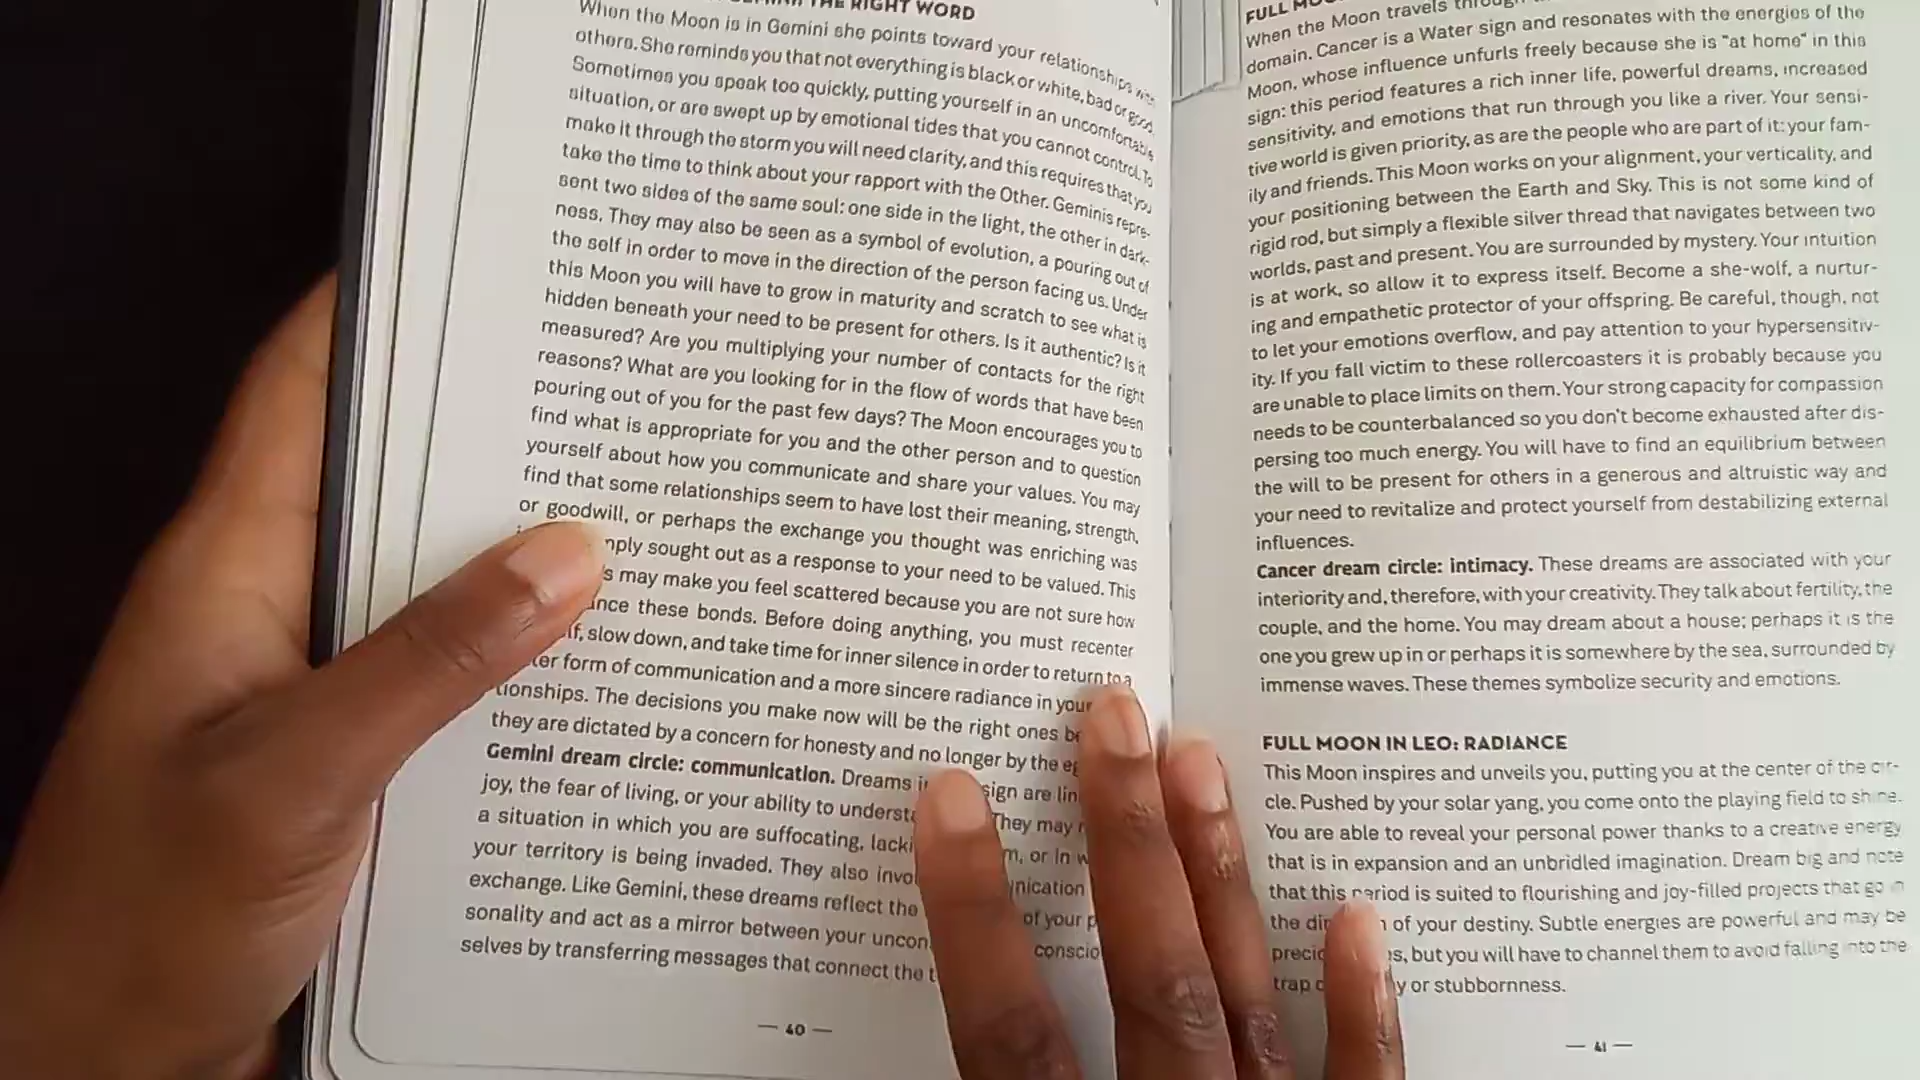 THE RIGHT WORD
When the Moon is in Gemini she points toward your relationships with
others. She reminds you that not everything is black or white, bad or good.
Sometimes you speak too quickly, putting yourself in an uncomfortable
situation, or are swept up by emotional tides that you cannot control. To
make it through the storm you will need clarity, and this requires that you
take the time to think about your rapport with the Other. Geminis repre-
sent two sides of the same soul: one side in the light, the other in dark-
ness. They may also be seen as a symbol of evolution, a pouring out of
the self in order to move in the direction of the person facing us. Under
this Moon you will have to grow in maturity and scratch to see what is
hidden beneath your need to be present for others. Is it authentic? Is it
measured? Are you multiplying your number of contacts for the right
reasons? What are you looking for in the flow of words that have been
pouring out of you for the past few days? The Moon encourages you to
find what is appropriate for you and the other person and to question
yourself about how you communicate and share your values. You may
find that some relationships seem to have lost their meaning, strength,
or goodwill, or perhaps the exchange you thought was enriching was
sought out as a response to your need to be valued. This
may make you feel scattered because you are not sure how
these bonds. Before doing anything, you must recenter
slow down, and take time for inner silence in order to return to a
form of communication and a more sincere radiance in your
The decisions you make now will be the right ones
they are dictated by a concern for honesty and no longer by the
Gemini dream circle: communication. Dreams sign are
joy, the fear of living, or your ability to They may
a situation in which you are suffocating, or in
your territory is being invaded. They also
exchange. Like Gemini, these dreams reflect the of your
sonality and act as a mirror between your
selves by transferring messages that connect the
— 40 —
FULL
When the Moon travels through
domain. Cancer is a Water sign and resonates with the energies of the
Moon, whose influence unfurls freely because she is "at home" in this
sign: this period features a rich inner life, powerful dreams, increased
sensitivity, and emotions that run through you like a river. Your sensi-
tive world is given priority, as are the people who are part of it: your fam-
ily and friends. This Moon works on your alignment, your verticality, and
your positioning between the Earth and Sky. This is not some kind of
rigid rod, but simply a flexible silver thread that navigates between two
worlds, past and present. You are surrounded by mystery. Your intuition
is at work, so allow it to express itself. Become a she-wolf, a nurtur-
ing and empathetic protector of your offspring. Be careful, though, not
to let your emotions overflow, and pay attention to your hypersensitiv-
ity. If you fall victim to these rollercoasters it is probably because you
are unable to place limits on them. Your strong capacity for compassion
needs to be counterbalanced so you don't become exhausted after dis-
persing too much energy. You will have to find an equilibrium between
the will to be present for others in a generous and altruistic way and
your need to revitalize and protect yourself from destabilizing external
influences.
Cancer dream circle: intimacy. These dreams are associated with your
interiority and, therefore, with your creativity. They talk about fertility, the
couple, and the home. You may dream about a house; perhaps it is the
one you grew up in or perhaps it is somewhere by the sea, surrounded by
immense waves. These themes symbolize security and emotions.
FULL MOON IN LEO: RADIANCE
This Moon inspires and unveils you, putting you at the center of the cir-
cle. Pushed by your solar yang, you come onto the playing field to shine.
You are able to reveal your personal power thanks to a creative energy
that is in expansion and an unbridled imagination. Dream big and note
that this period is suited to flourishing and joy-filled projects that go in
the of your destiny. Subtle energies are powerful and may be
but you will have to channel them to avoid falling into the
trap or stubbornness.
— 41 —